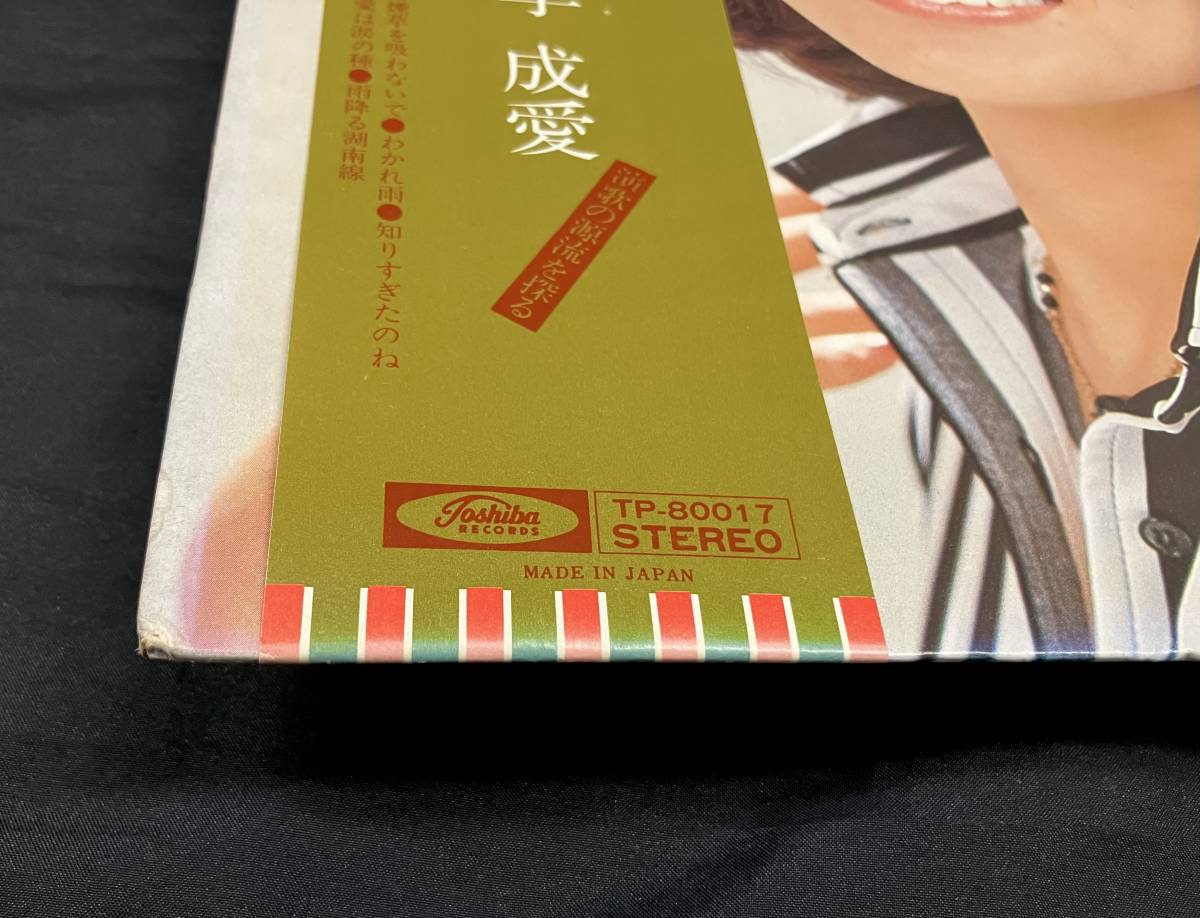 成愛
演歌の源流を探る
煙草を吸わないで●わかれ雨●知りすぎたのね
愛は涙の種●雨降る湖南線
Toshiba
RECORDS
TP-80017
STEREO
MADE IN JAPAN